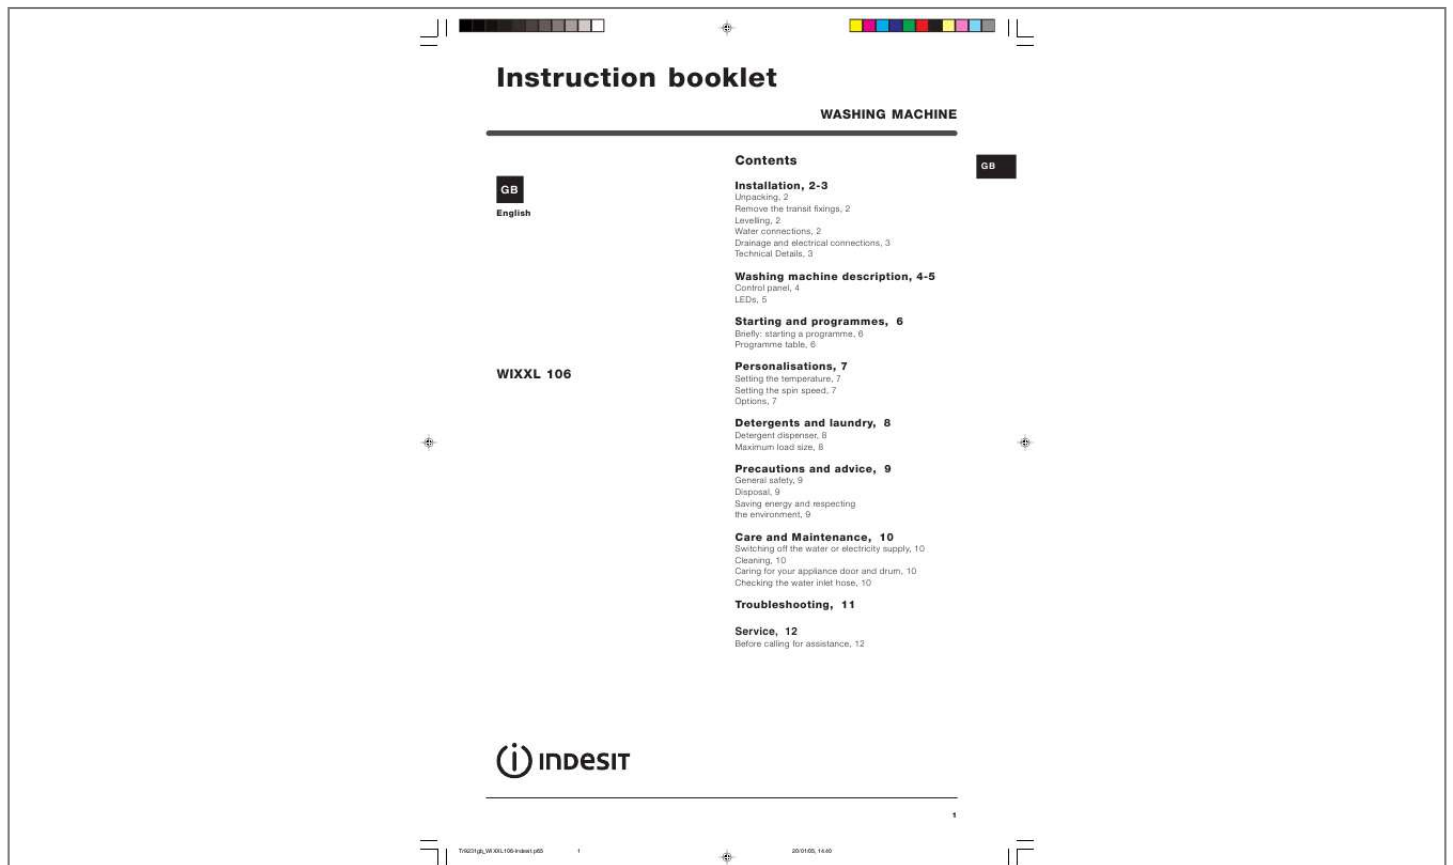 Instruction booklet
WASHING MACHINE
GB
English
WIXXL 106
Contents
Installation, 2-3
Unpacking, 2
Remove the transit fixings, 2
Levelling, 2
Water connections, 2
Drainage and electrical connections, 3
Technical Details, 3
Washing machine description, 4-5
Control panel, 4
LEDs, 5
Starting and programmes, 6
Briefly: starting a programme, 6
Programme table, 6
Personalisations, 7
Setting the temperature, 7
Setting the spin speed, 7
Options, 7
Detergents and laundry, 8
Detergent dispenser, 8
Maximum load size, 8
Precautions and advice, 9
General safety, 9
Disposal, 9
Saving energy and respecting
the environment, 9
Care and Maintenance, 10
Switching off the water or electricity supply, 10
Cleaning, 10
Caring for your appliance door and drum, 10
Checking the water inlet hose, 10
Troubleshooting, 11
Service, 12
Before calling for assistance, 12
GB
INDESIT
1
1
20/01/05, 14:40